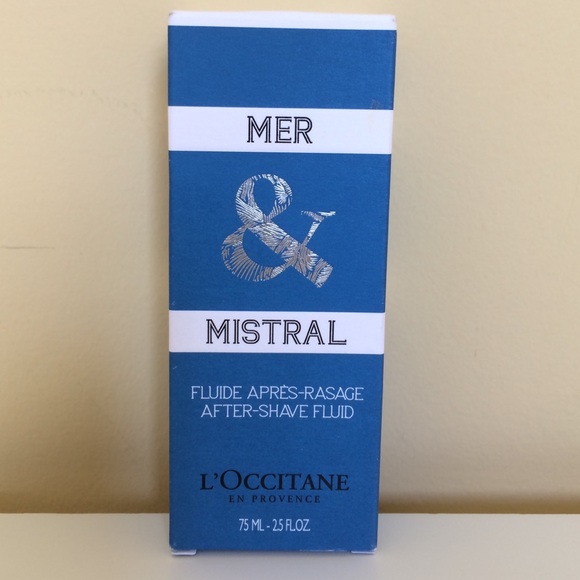 MER
&
MISTRAL
FLUIDE APRÈS-RASAGE
AFTER-SHAVE FLUID
L'OCCITANE
EN PROVENCE
75 ML - 2.5 FL.OZ.